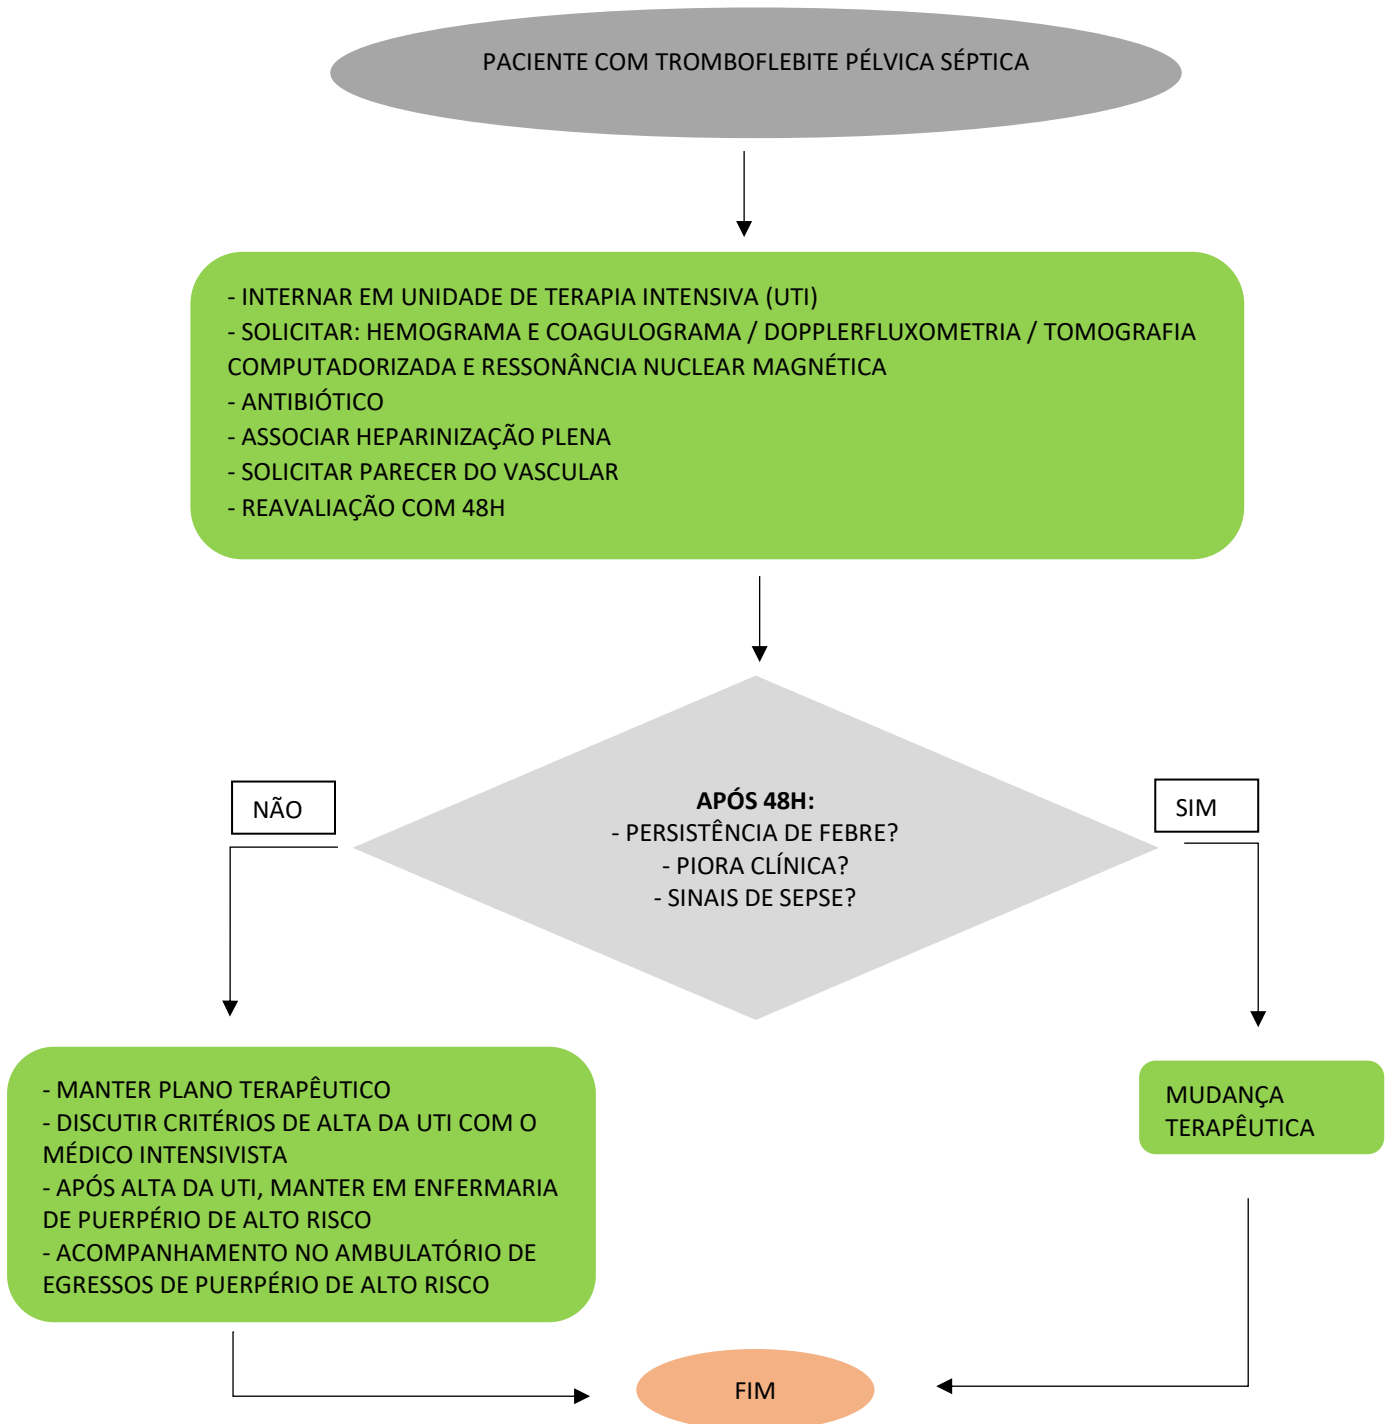 PACIENTE COM TROMBOFLEBITE PÉLVICA SÉPTICA
- INTERNAR EM UNIDADE DE TERAPIA INTENSIVA (UTI)
- SOLICITAR: HEMOGRAMA E COAGULOGRAMA / DOPPLERFLUXOMETRIA / TOMOGRAFIA
COMPUTADORIZADA E RESSONÂNCIA NUCLEAR MAGNÉTICA
- ANTIBIÓTICO
- ASSOCIAR HEPARINIZAÇÃO PLENA
- SOLICITAR PARECER DO VASCULAR
- REAVALIAÇÃO COM 48H
APÓS 48H:
- PERSISTÊNCIA DE FEBRE?
- PIORA CLÍNICA?
- SINAIS DE SEPSE?
NÃO
SIM
- MANTER PLANO TERAPÊUTICO
- DISCUTIR CRITÉRIOS DE ALTA DA UTI COM O
MÉDICO INTENSIVISTA
- APÓS ALTA DA UTI, MANTER EM ENFERMARIA
DE PUERPÉRIO DE ALTO RISCO
- ACOMPANHAMENTO NO AMBULATÓRIO DE
EGRESSOS DE PUERPÉRIO DE ALTO RISCO
MUDANÇA
TERAPÊUTICA
FIM